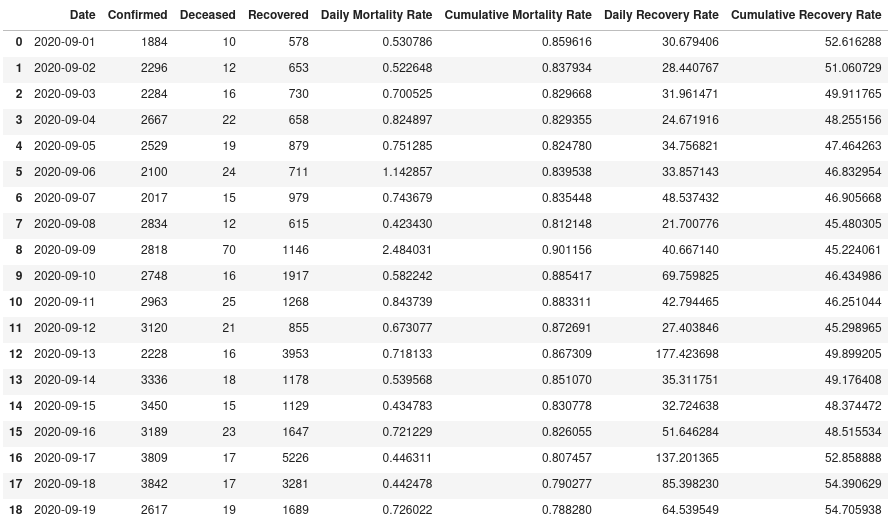 Date Confirmed Deceased Recovered Daily Mortality Rate Cumulative Mortality Rate Daily Recovery Rate Cumulative Recovery Rate
0 2020-09-01 1884 10 578 0.530786 0.859616 30.679406 52.616288
1 2020-09-02 2296 12 653 0.522648 0.837934 28.440767 51.060729
2 2020-09-03 2284 16 730 0.700525 0.829668 31.961471 49.911765
3 2020-09-04 2667 22 658 0.824897 0.829355 24.671916 48.255156
4 2020-09-05 2529 19 879 0.751285 0.824780 34.756821 47.464263
5 2020-09-06 2100 24 711 1.142857 0.839538 33.857143 46.832954
6 2020-09-07 2017 15 979 0.743679 0.835448 48.537432 46.905668
7 2020-09-08 2834 12 615 0.423430 0.812148 21.700776 45.480305
8 2020-09-09 2818 70 1146 2.484031 0.901156 40.667140 45.224061
9 2020-09-10 2748 16 1917 0.582242 0.885417 69.759825 46.434986
10 2020-09-11 2963 25 1268 0.843739 0.883311 42.794465 46.251044
11 2020-09-12 3120 21 855 0.673077 0.872691 27.403846 45.298965
12 2020-09-13 2228 16 3953 0.718133 0.867309 177.423698 49.899205
13 2020-09-14 3336 18 1178 0.539568 0.851070 35.311751 49.176408
14 2020-09-15 3450 15 1129 0.434783 0.830778 32.724638 48.374472
15 2020-09-16 3189 23 1647 0.721229 0.826055 51.646284 48.515534
16 2020-09-17 3809 17 5226 0.446311 0.807457 137.201365 52.858888
17 2020-09-18 3842 17 3281 0.442478 0.790277 85.398230 54.390629
18 2020-09-19 2617 19 1689 0.726022 0.788280 64.539549 54.705938